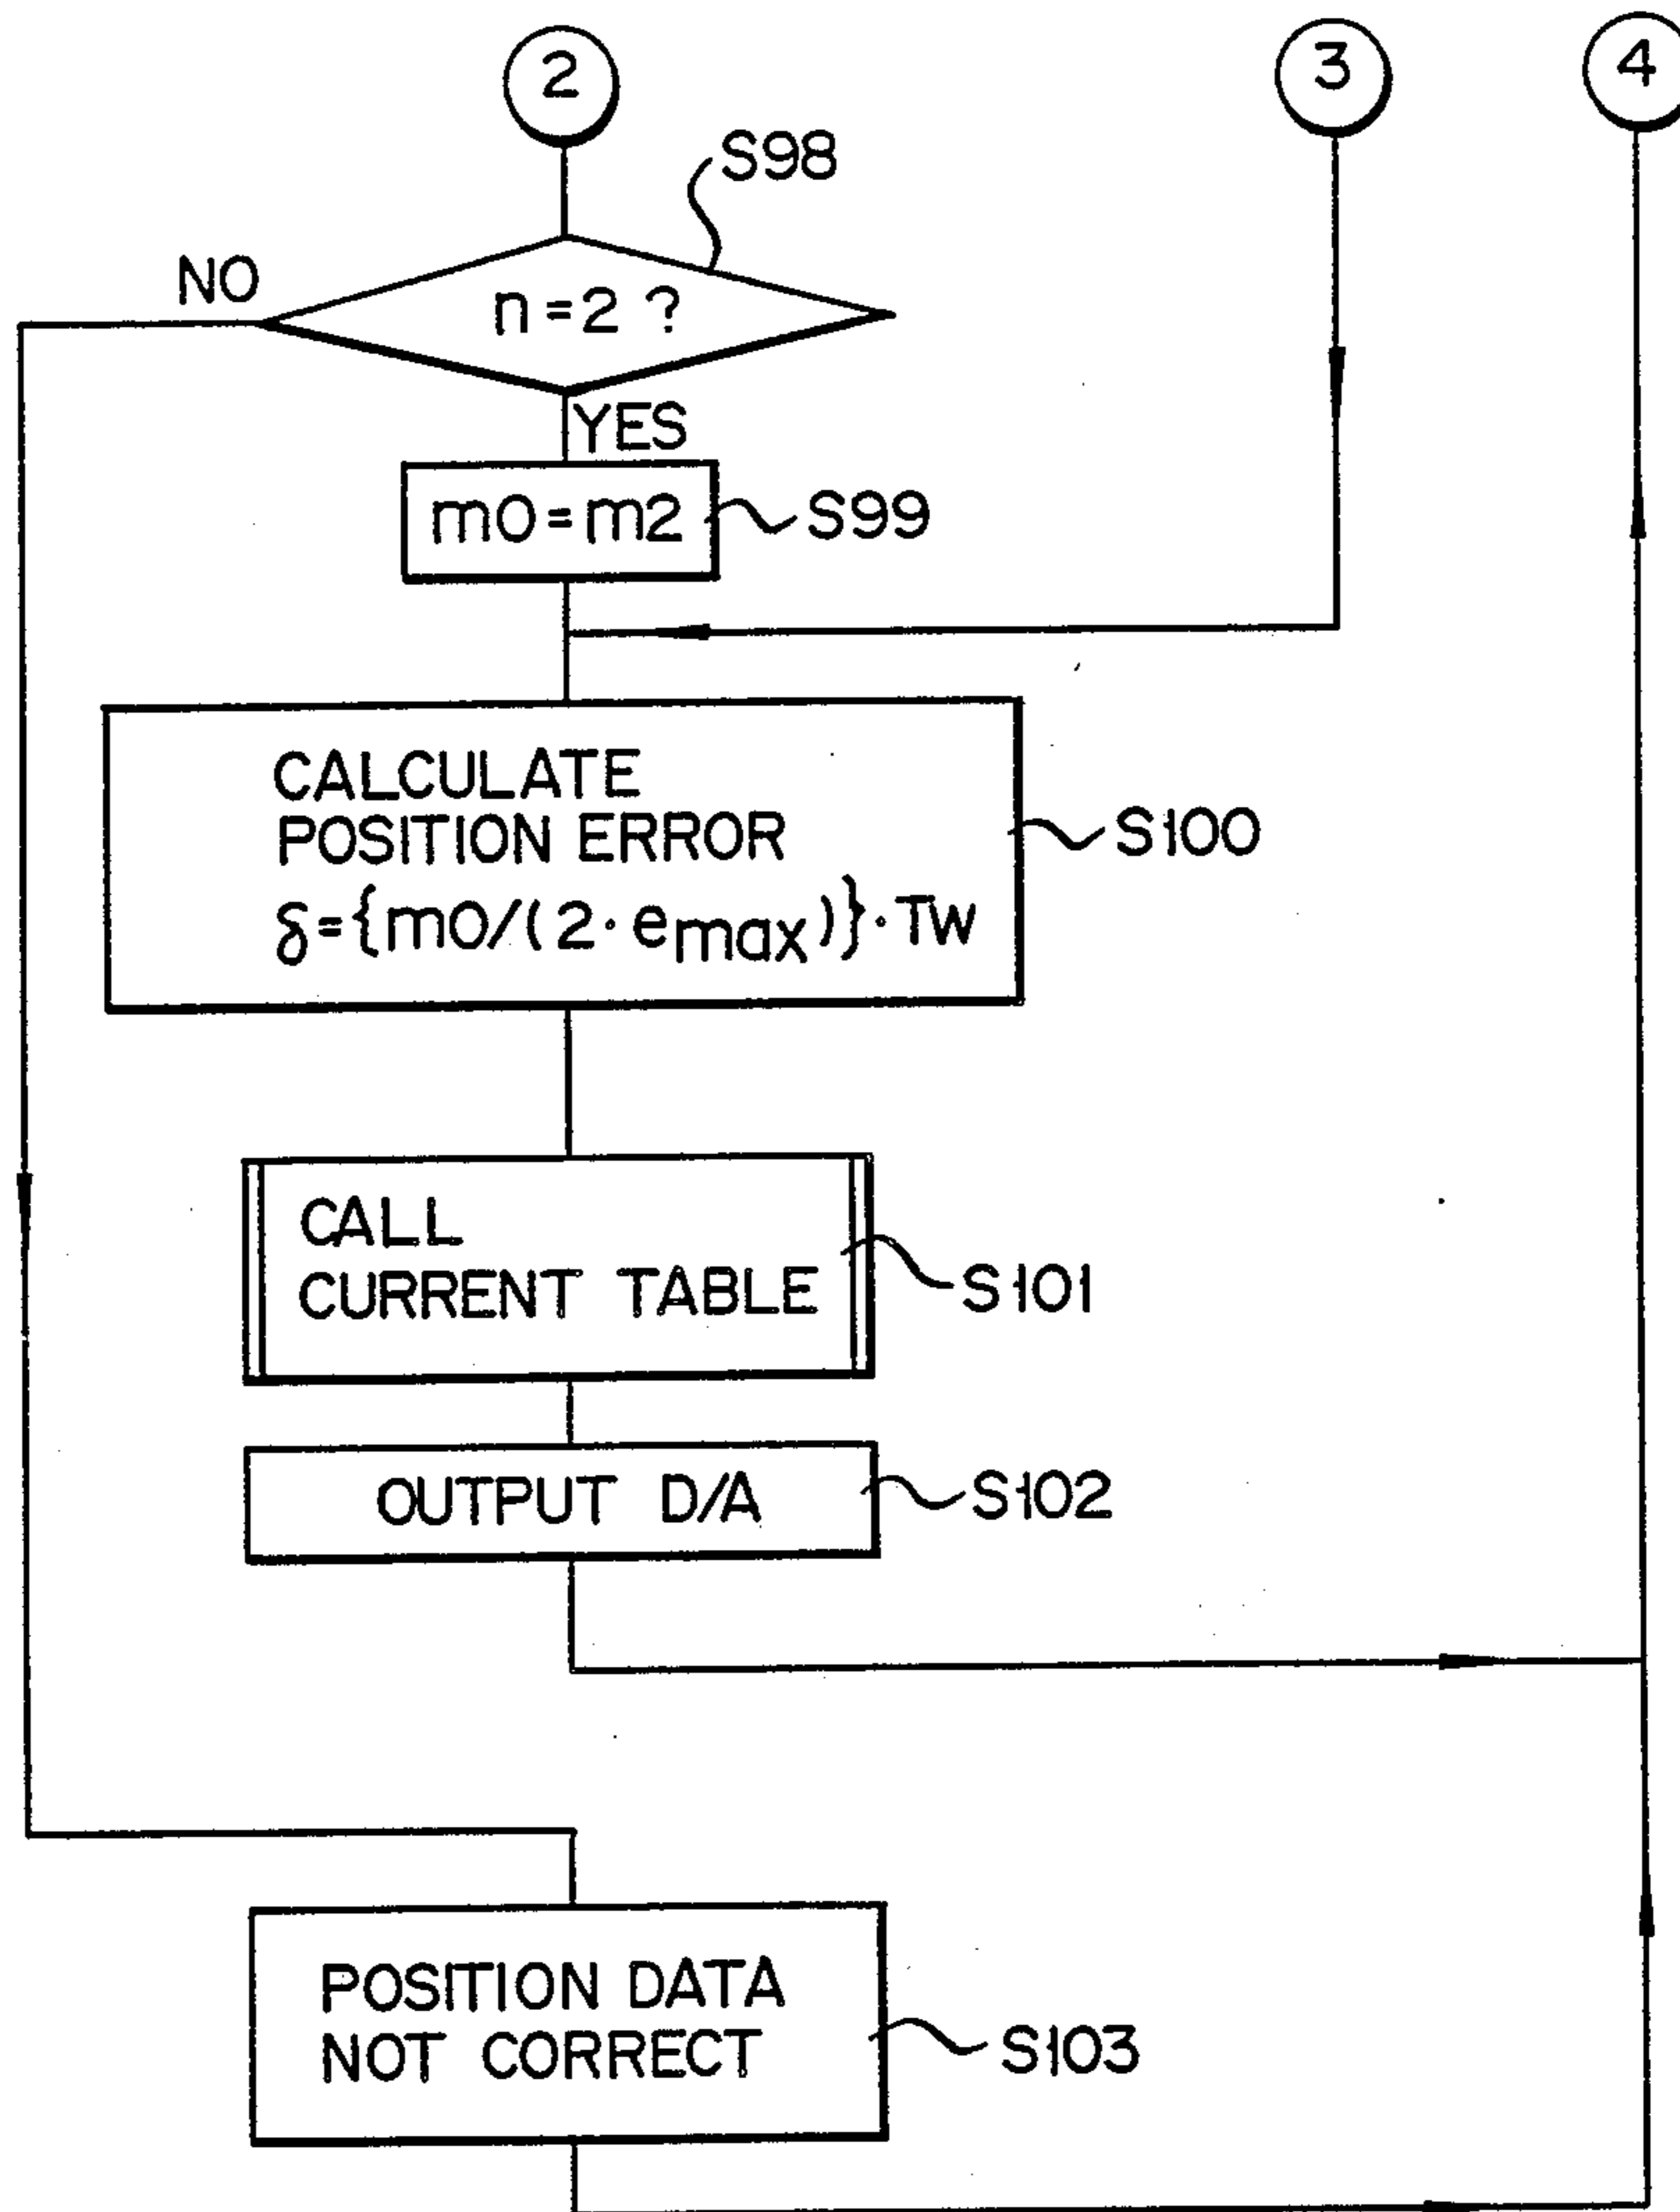 2
3
4
S98
NO
n=2 ?
YES
m0=m2
S99
CALCULATE
POSITION ERROR
δ={m0/(2·emax)}·TW
S100
CALL
CURRENT TABLE
S101
OUTPUT D/A
S102
POSITION DATA
NOT CORRECT
S103